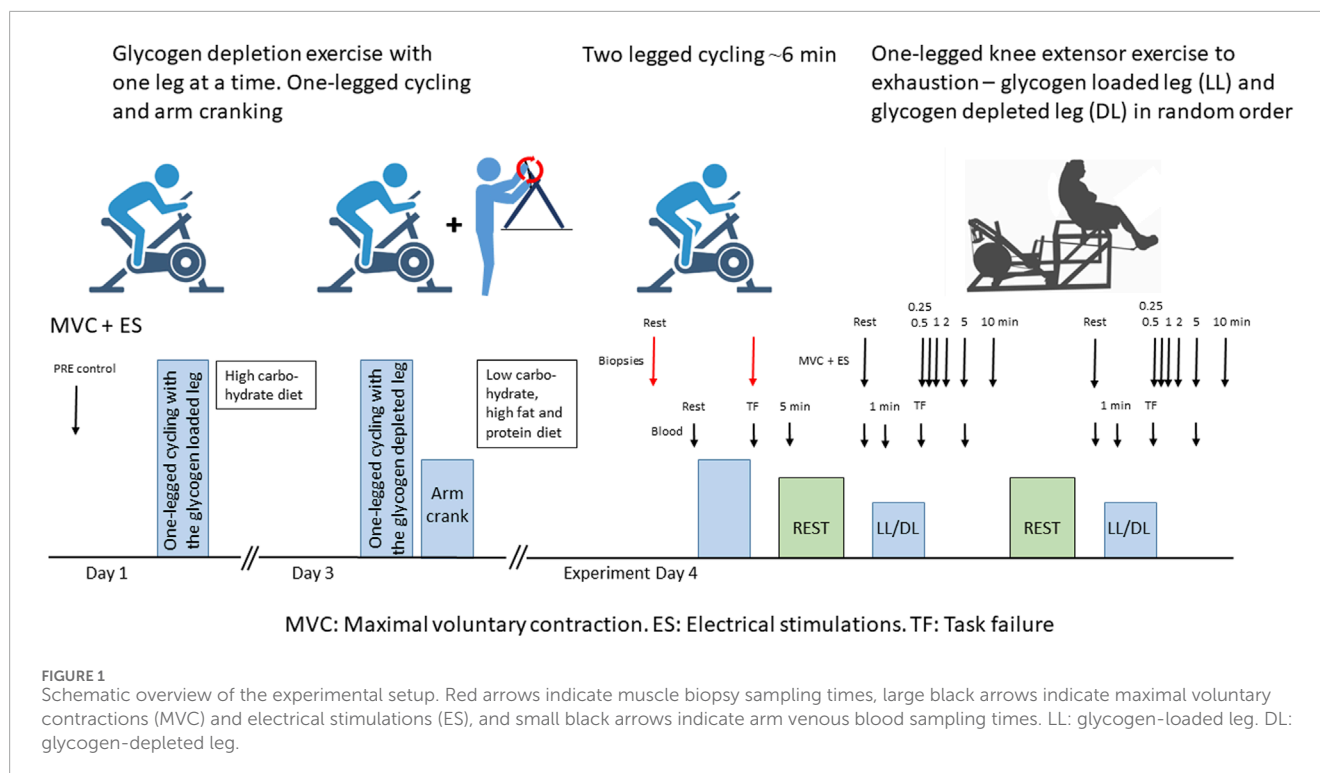 Glycogen depletion exercise with
one leg at a time. One-legged cycling
and arm cranking
Two legged cycling ~6 min
One-legged knee extensor exercise to
exhaustion – glycogen loaded leg (LL) and
glycogen depleted leg (DL) in random order
+
MVC + ES
PRE control
One-legged cycling with
the glycogen loaded leg
High carbo-
hydrate diet
One-legged cycling with
the glycogen depleted leg
Arm
crank
Low carbo-
hydrate,
high fat and
protein diet
Rest
Biopsies
Rest
TF
5 min
Blood
MVC + ES
Rest
0.25
0.5 1 2 5 10 min
1 min
TF
Rest
0.25
0.5 1 2 5 10 min
1 min
TF
REST
LL/DL
REST
LL/DL
Day 1
Day 3
Experiment Day 4
MVC: Maximal voluntary contraction. ES: Electrical stimulations. TF: Task failure
FIGURE 1
Schematic overview of the experimental setup. Red arrows indicate muscle biopsy sampling times, large black arrows indicate maximal voluntary
contractions (MVC) and electrical stimulations (ES), and small black arrows indicate arm venous blood sampling times. LL: glycogen-loaded leg. DL:
glycogen-depleted leg.